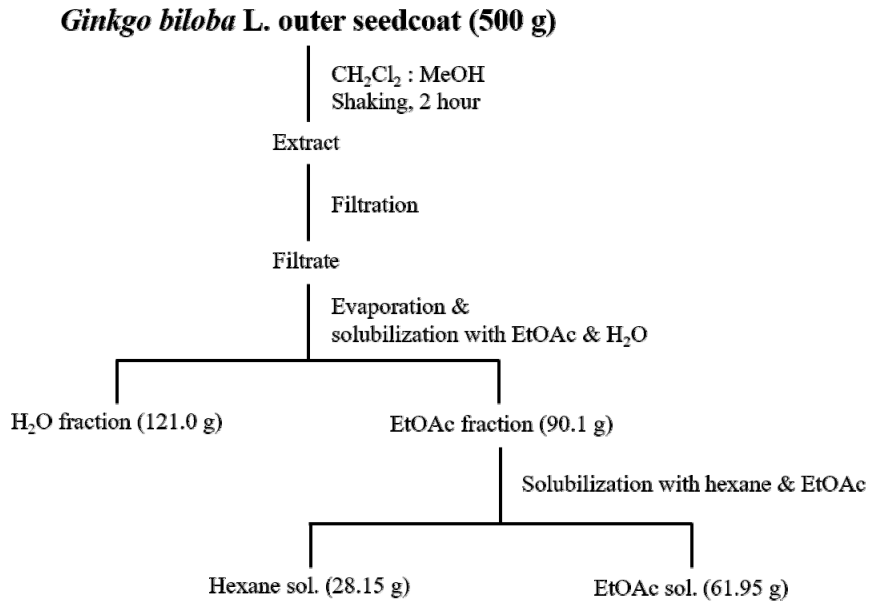 Ginkgo biloba L. outer seedcoat (500 g)
CH₂Cl₂ : MeOH
Shaking, 2 hour
Extract
Filtration
Filtrate
Evaporation &
solubilization with EtOAc & H₂O
H₂O fraction (121.0 g)
EtOAc fraction (90.1 g)
Solubilization with hexane & EtOAc
Hexane sol. (28.15 g)
EtOAc sol. (61.95 g)